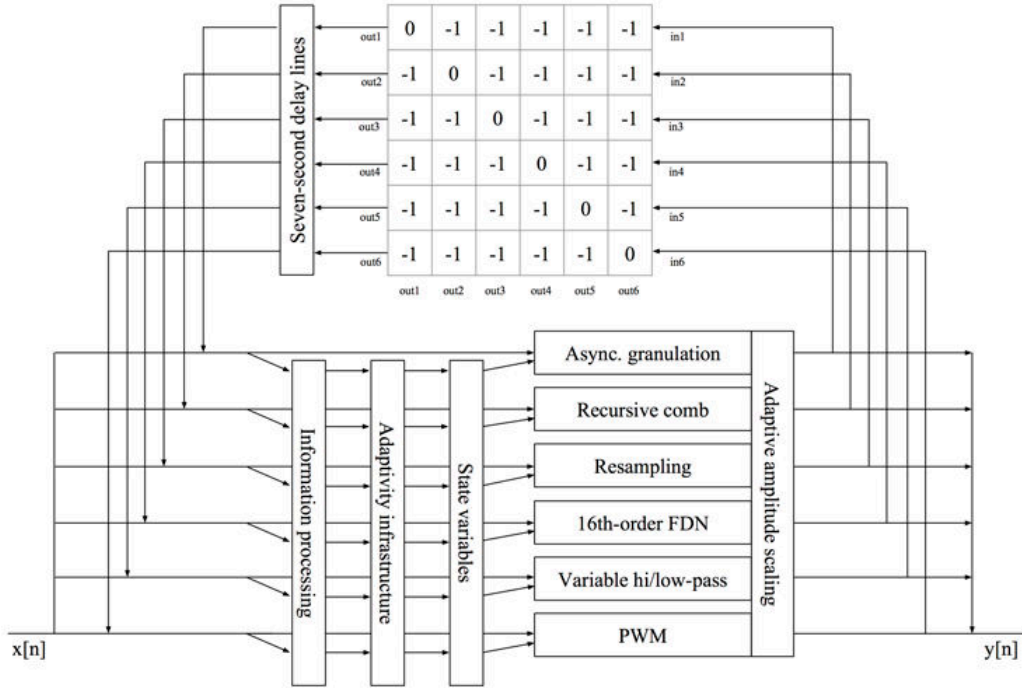 Seven-second delay lines
out1 0 -1 -1 -1 -1 -1 in1
out2 -1 0 -1 -1 -1 -1 in2
out3 -1 -1 0 -1 -1 -1 in3
out4 -1 -1 -1 0 -1 -1 in4
out5 -1 -1 -1 -1 0 -1 in5
out6 -1 -1 -1 -1 -1 0 in6
out1 out2 out3 out4 out5 out6
Information processing
Adaptivity infrastructure
State variables
Async. granulation
Recursive comb
Resampling
16th-order FDN
Variable hi/low-pass
PWM
Adaptive amplitude scaling
x[n]
y[n]